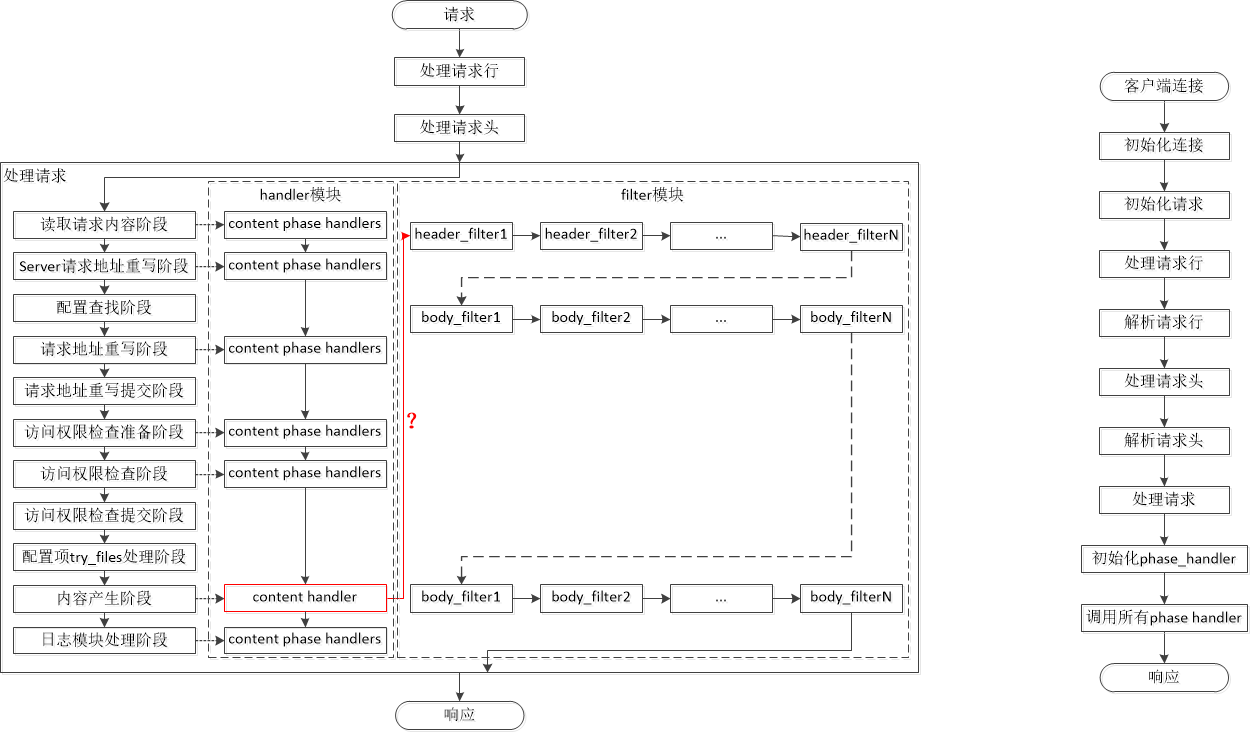 请求
处理请求行
处理请求头
处理请求
handler模块
filter模块
读取请求内容阶段
content phase handlers
header_filter1
header_filter2
...
header_filterN
Server请求地址重写阶段
content phase handlers
配置查找阶段
body_filter1
body_filter2
...
body_filterN
请求地址重写阶段
content phase handlers
请求地址重写提交阶段
?
访问权限检查准备阶段
content phase handlers
访问权限检查阶段
content phase handlers
访问权限检查提交阶段
配置项try_files处理阶段
内容产生阶段
content handler
body_filter1
body_filter2
...
body_filterN
日志模块处理阶段
content phase handlers
响应
客户端连接
初始化连接
初始化请求
处理请求行
解析请求行
处理请求头
解析请求头
处理请求
初始化phase_handler
调用所有phase handler
响应